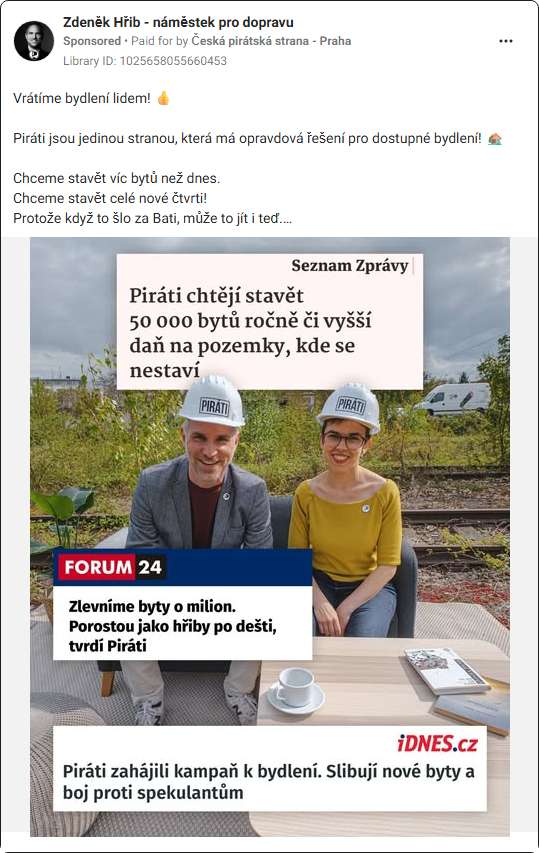 Zdeněk Hřib - náměstek pro dopravu
Sponsored • Paid for by Česká pirátská strana - Praha
Library ID: 1025658055660453
Vrátíme bydlení lidem! 👍
Piráti jsou jedinou stranou, která má opravdová řešení pro dostupné bydlení! 🏠
Chceme stavět víc bytů než dnes.
Chceme stavět celé nové čtvrti!
Protože když to šlo za Bati, může to jít i teď....
Seznam Zprávy
Piráti chtějí stavět
50 000 bytů ročně či vyšší
daň na pozemky, kde se
nestaví
PIRÁTI
PIRÁTI
FORUM 24
Zlevníme byty o milion.
Porostou jako hřiby po dešti,
tvrdí Piráti
iDNES.cz
Piráti zahájili kampaň k bydlení. Slibují nové byty a
boj proti spekulantům